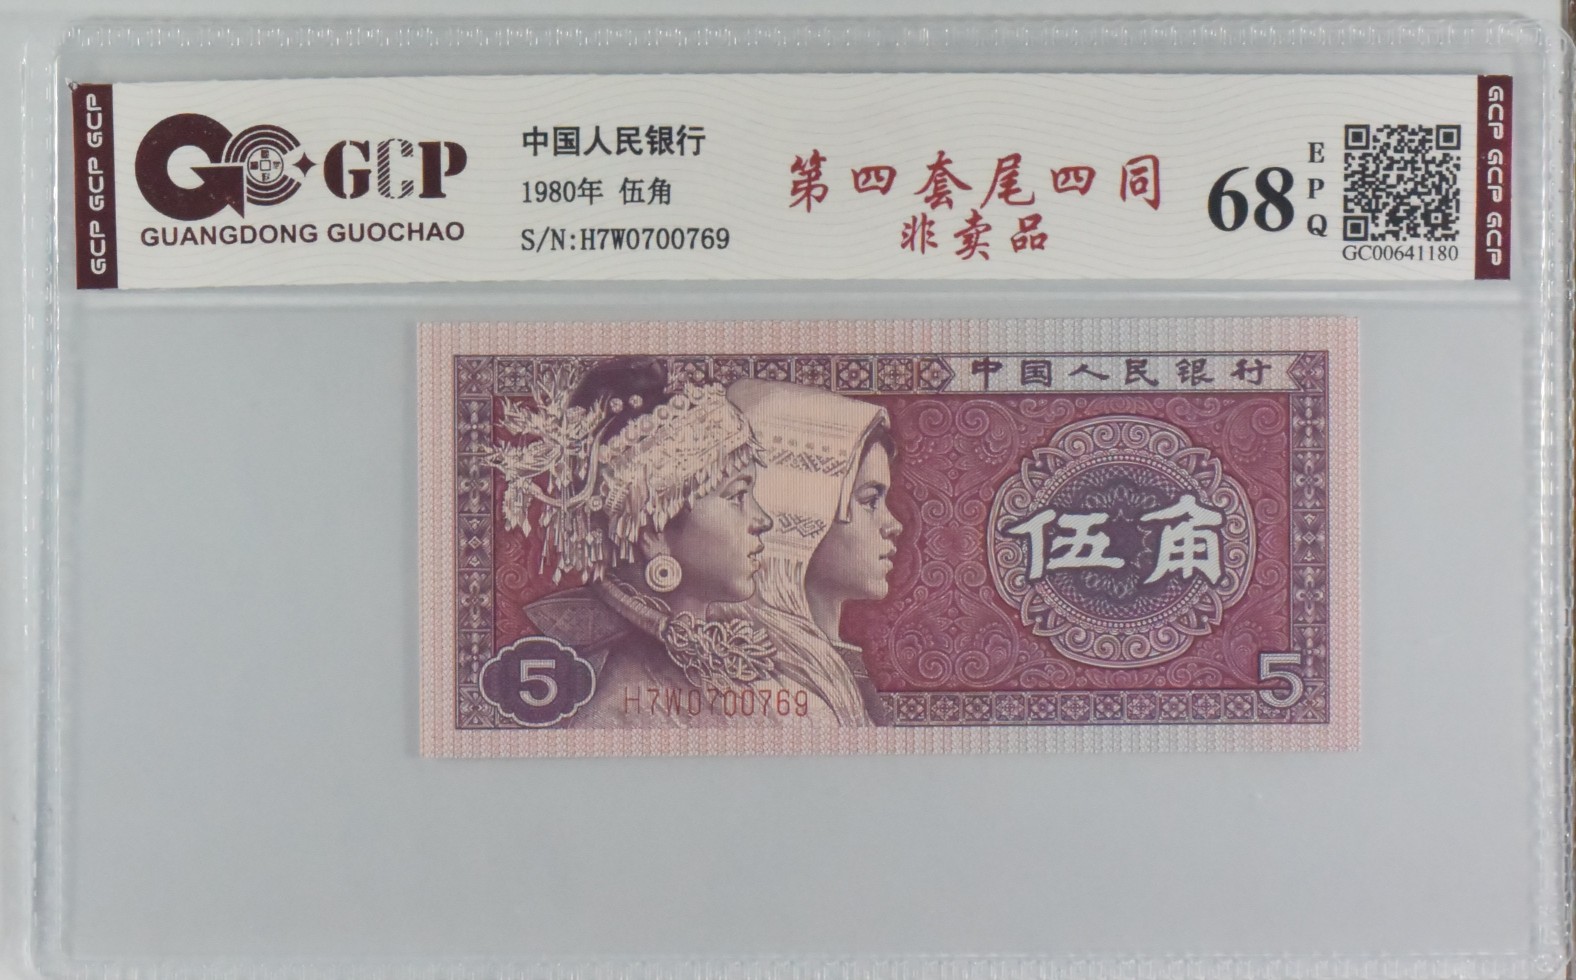 GCP GCP GCP
GCP
GUANGDONG GUOCHAO
中国人民银行
1980年 伍角
S/N:H7W0700769
第四套尾四同
非卖品
68
EPQ
GC00641180
GCP GCP GCP
中国人民银行
伍角
5
H7W0700769
5